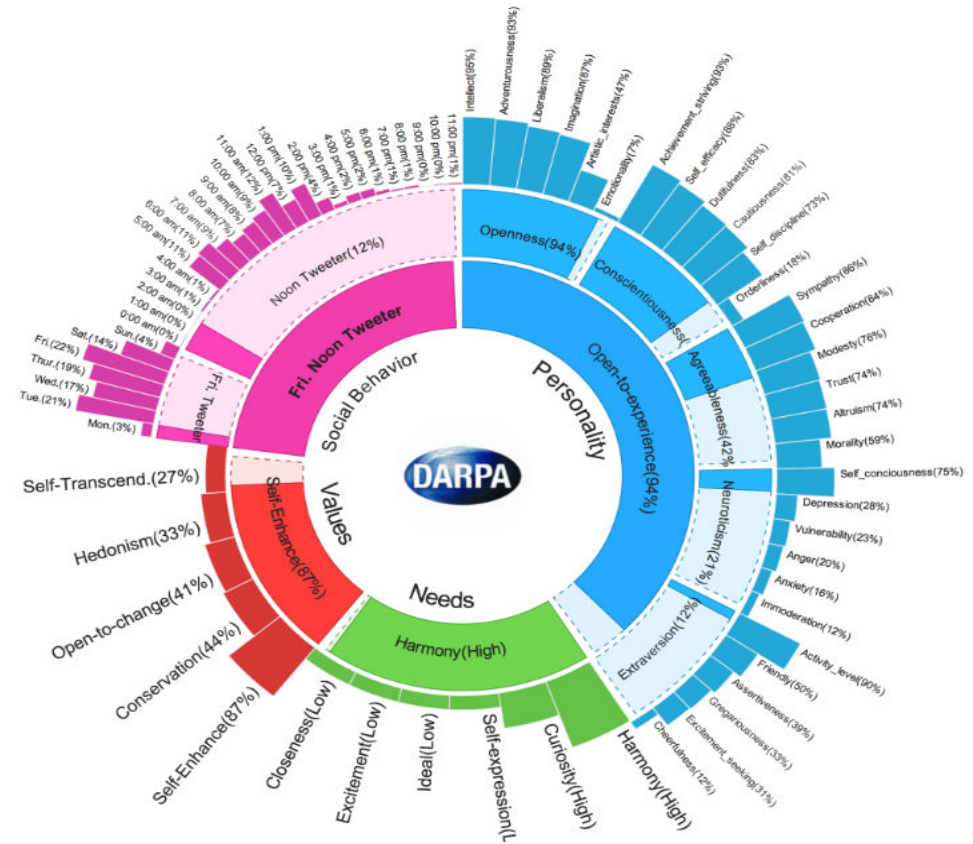 DARPA
Personality
Open-to-experience(94%)
Openness(94%)
Intellect(95%)
Adventurousness(93%)
Liberalism(89%)
Imagination(87%)
Artistic_interests(47%)
Emotionality(7%)
Conscientiousness(
Achievement_striving(93%)
Self_efficacy(88%)
Dutifulness(83%)
Cautiousness(81%)
Self_discipline(73%)
Orderliness(18%)
Agreeableness(42%
Sympathy(86%)
Cooperation(84%)
Modesty(76%)
Trust(74%)
Altruism(74%)
Morality(59%)
Neuroticism(21%)
Self_conciousness(75%)
Depression(28%)
Vulnerability(23%)
Anger(20%)
Anxiety(16%)
Immoderation(12%)
Extraversion(12%)
Activity_level(90%)
Friendly(50%)
Assertiveness(39%)
Gregariousness(33%)
Excitement_seeking(31%)
Cheerfulness(12%)
Needs
Harmony(High)
Harmony(High)
Curiosity(High)
Self-expression(L
Ideal(Low)
Excitement(Low)
Closeness(Low)
Values
Self-Enhance(87%)
Self-Enhance(87%)
Conservation(44%)
Open-to-change(41%)
Hedonism(33%)
Self-Transcend.(27%)
Social Behavior
Fri. Noon Tweeter
Fri. Tweeter
Mon.(3%)
Tue.(21%)
Wed.(17%)
Thur.(19%)
Fri.(22%)
Sat.(14%)
Sun.(4%)
Noon Tweeter(12%)
0:00 am(0%)
1:00 am(0%)
2:00 am(0%)
3:00 am(1%)
4:00 am(1%)
5:00 am(11%)
6:00 am(11%)
7:00 am(9%)
8:00 am(7%)
9:00 am(8%)
10:00 am(9%)
11:00 am(12%)
12:00 pm(7%)
1:00 pm(10%)
2:00 pm(4%)
3:00 pm(1%)
4:00 pm(2%)
5:00 pm(2%)
6:00 pm(1%)
7:00 pm(1%)
8:00 pm(1%)
9:00 pm(0%)
10:00 pm(0%)
11:00 pm(1%)